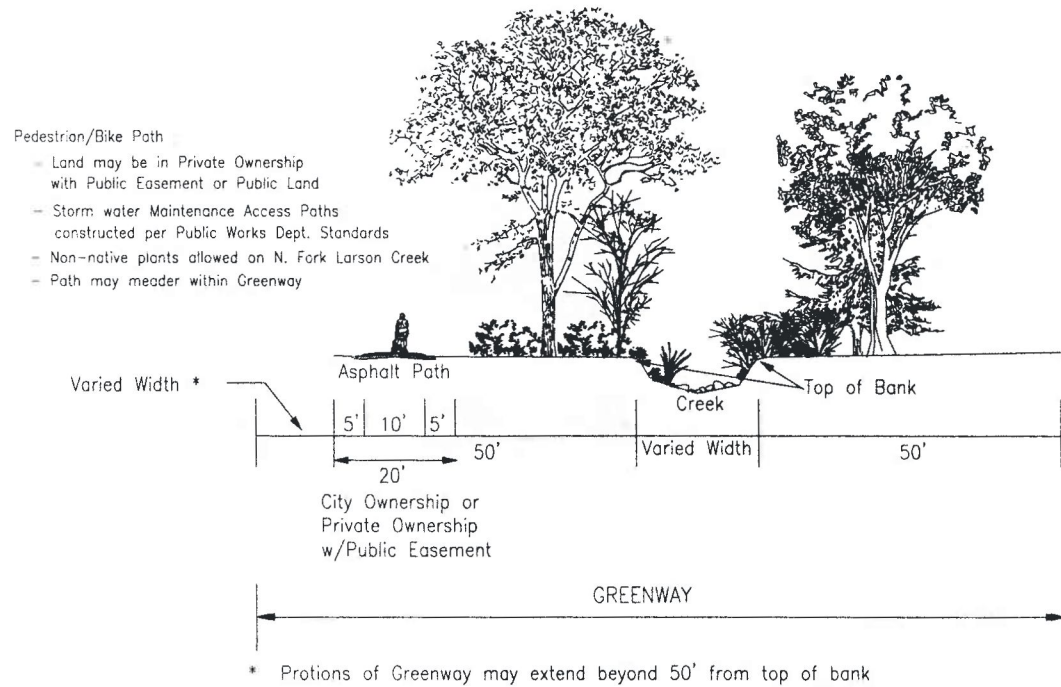 Pedestrian/Bike Path
- Land may be in Private Ownership
with Public Easement or Public Land
- Storm water Maintenance Access Paths
constructed per Public Works Dept. Standards
- Non-native plants allowed on N. Fork Larson Creek
- Path may meader within Greenway
Varied Width *
Asphalt Path
Creek
Top of Bank
5' 10' 5'
50'
Varied Width
50'
20'
City Ownership or
Private Ownership
w/Public Easement
GREENWAY
* Protions of Greenway may extend beyond 50' from top of bank